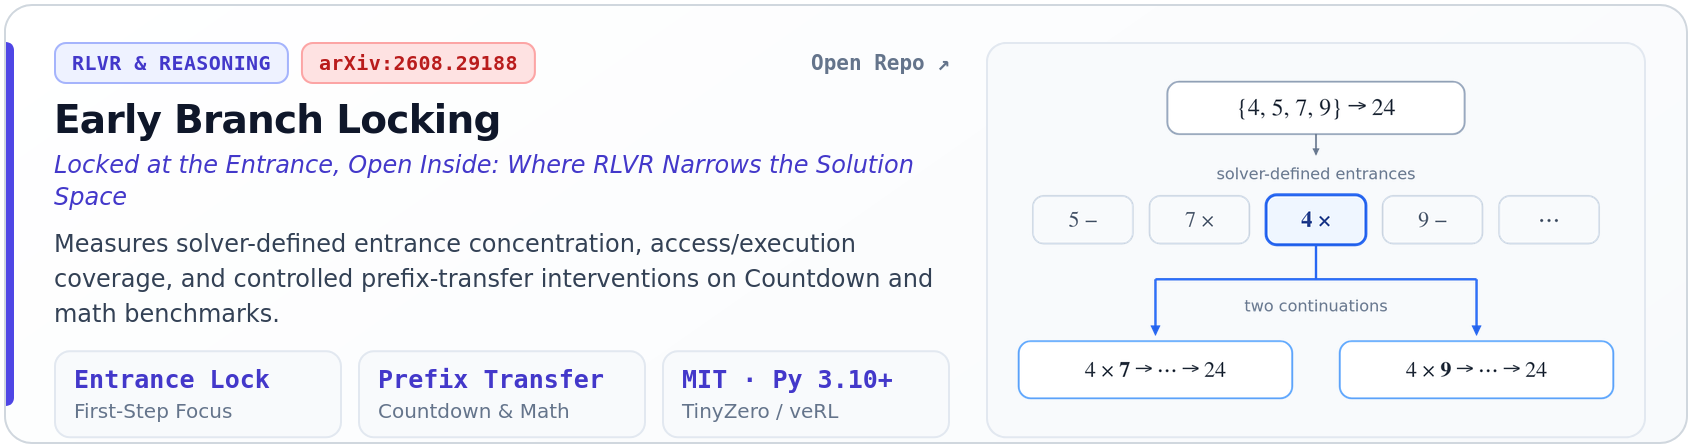 RLVR & REASONING
arXiv:2608.29188
Open Repo ↗
Early Branch Locking
Locked at the Entrance, Open Inside: Where RLVR Narrows the Solution
Space
Measures solver-defined entrance concentration, access/execution
coverage, and controlled prefix-transfer interventions on Countdown and
math benchmarks.
Entrance Lock
First-Step Focus
Prefix Transfer
Countdown & Math
MIT · Py 3.10+
TinyZero / veRL
{4, 5, 7, 9} → 24
solver-defined entrances
5 −
7 ×
4 ×
9 −
⋯
two continuations
4 × 7 → ⋯ → 24
4 × 9 → ⋯ → 24